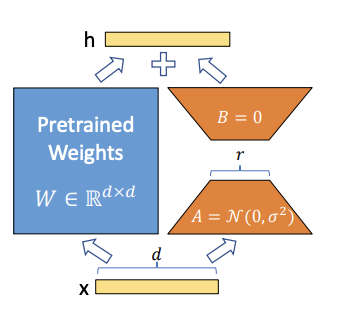 h
Pretrained
Weights
W ∈ ℝ^{d×d}
B = 0
r
A = 𝒩(0, σ²)
d
x